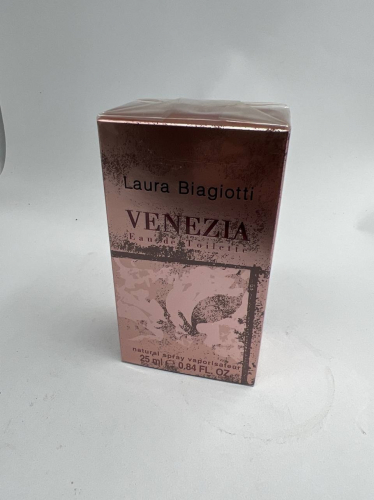 Laura Biagiotti
VENEZIA
Eau de Toilette
natural spray vaporisateur
25 ml e 0.84 FL. OZ.